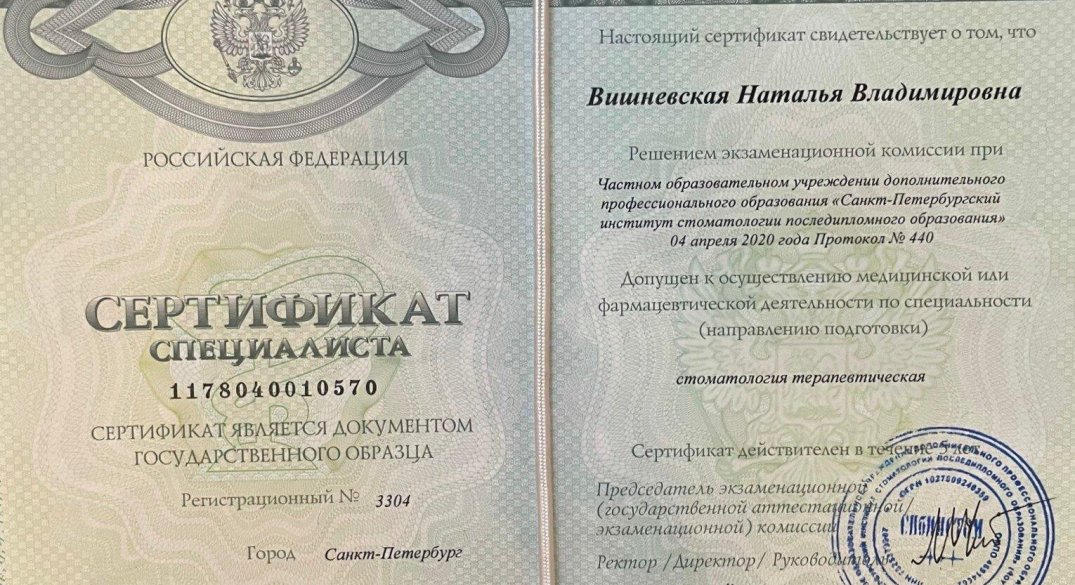 РОССИЙСКАЯ ФЕДЕРАЦИЯ
СЕРТИФИКАТ
СПЕЦИАЛИСТА
1178040010570
СЕРТИФИКАТ ЯВЛЯЕТСЯ ДОКУМЕНТОМ
ГОСУДАРСТВЕННОГО ОБРАЗЦА
Регистрационный № 3304
Город Санкт-Петербург
Настоящий сертификат свидетельствует о том, что
Вишневская Наталья Владимировна
Решением экзаменационной комиссии при
Частном образовательном учреждении дополнительного
профессионального образования «Санкт-Петербургский
институт стоматологии последипломного образования»
04 апреля 2020 года Протокол № 440
Допущен к осуществлению медицинской или
фармацевтической деятельности по специальности
(направлению подготовки)
стоматология терапевтическая
Сертификат действителен в течение 5 лет
Председатель экзаменационной
(государственной аттестационной/
экзаменационной) комиссии
Ректор /Директор/ Руководитель